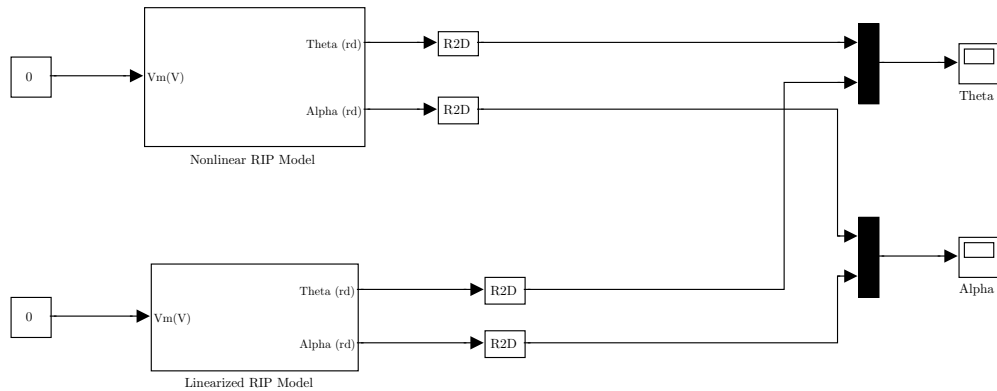 Theta (rd)
R2D
0
Vm(V)
Theta
Alpha (rd)
R2D
Nonlinear RIP Model
Theta (rd)
R2D
Alpha
0
Vm(V)
Alpha (rd)
R2D
Linearized RIP Model